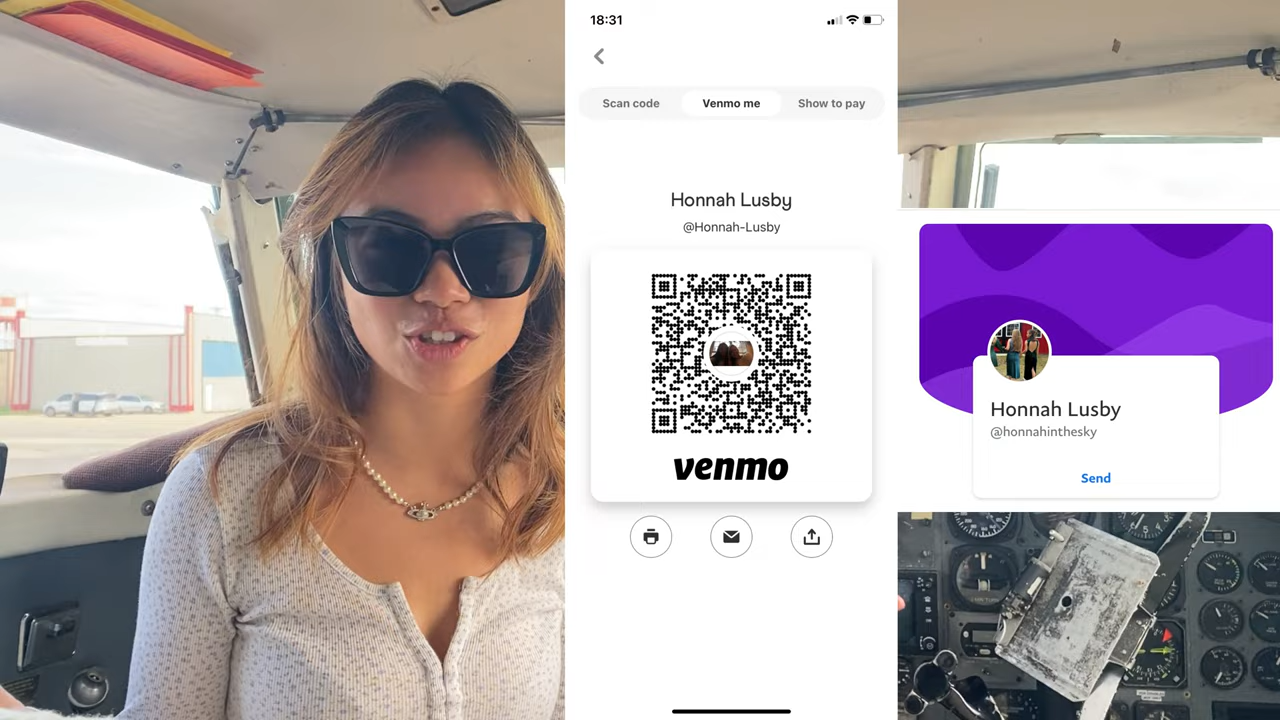 18:31
Scan code
Venmo me
Show to pay
Honnah Lusby
@Honnah-Lusby
venmo
Honnah Lusby
@honnahinthesky
Send